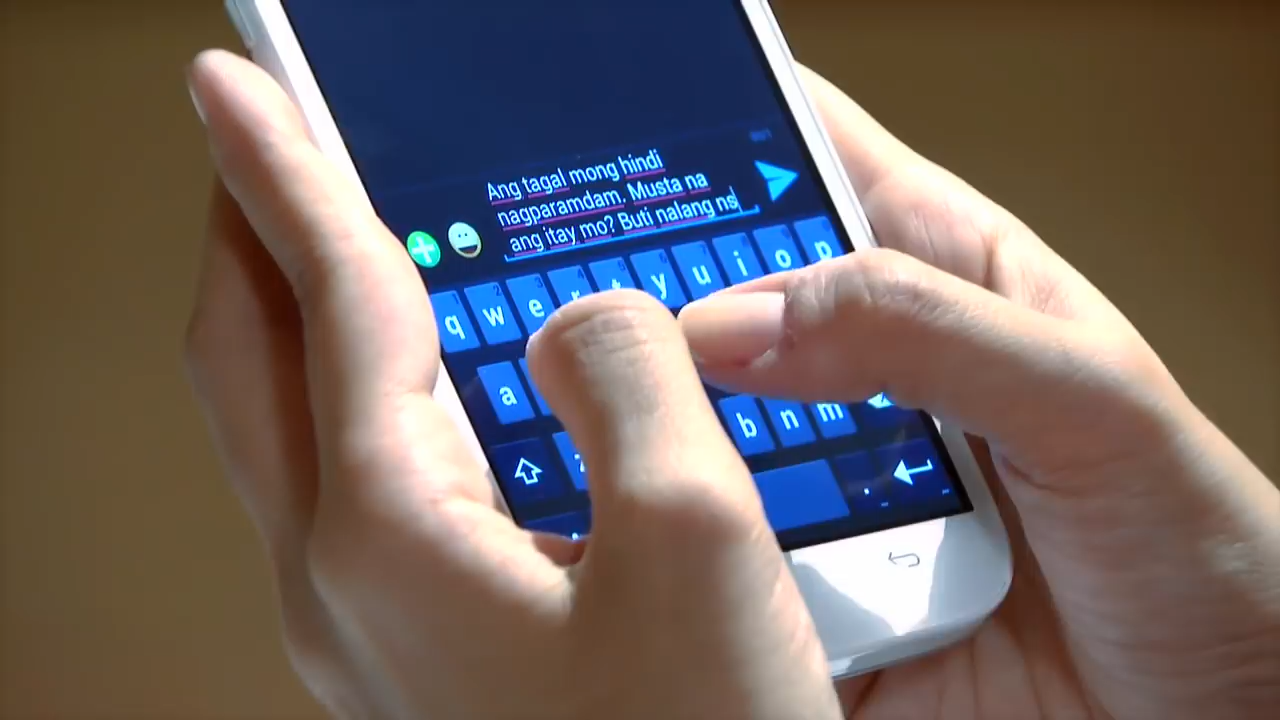 Ang tagal mong hindi
nagparamdam. Musta na
ang itay mo? Buti nalang ns
q w e r t y u i o p
a
b n m
.